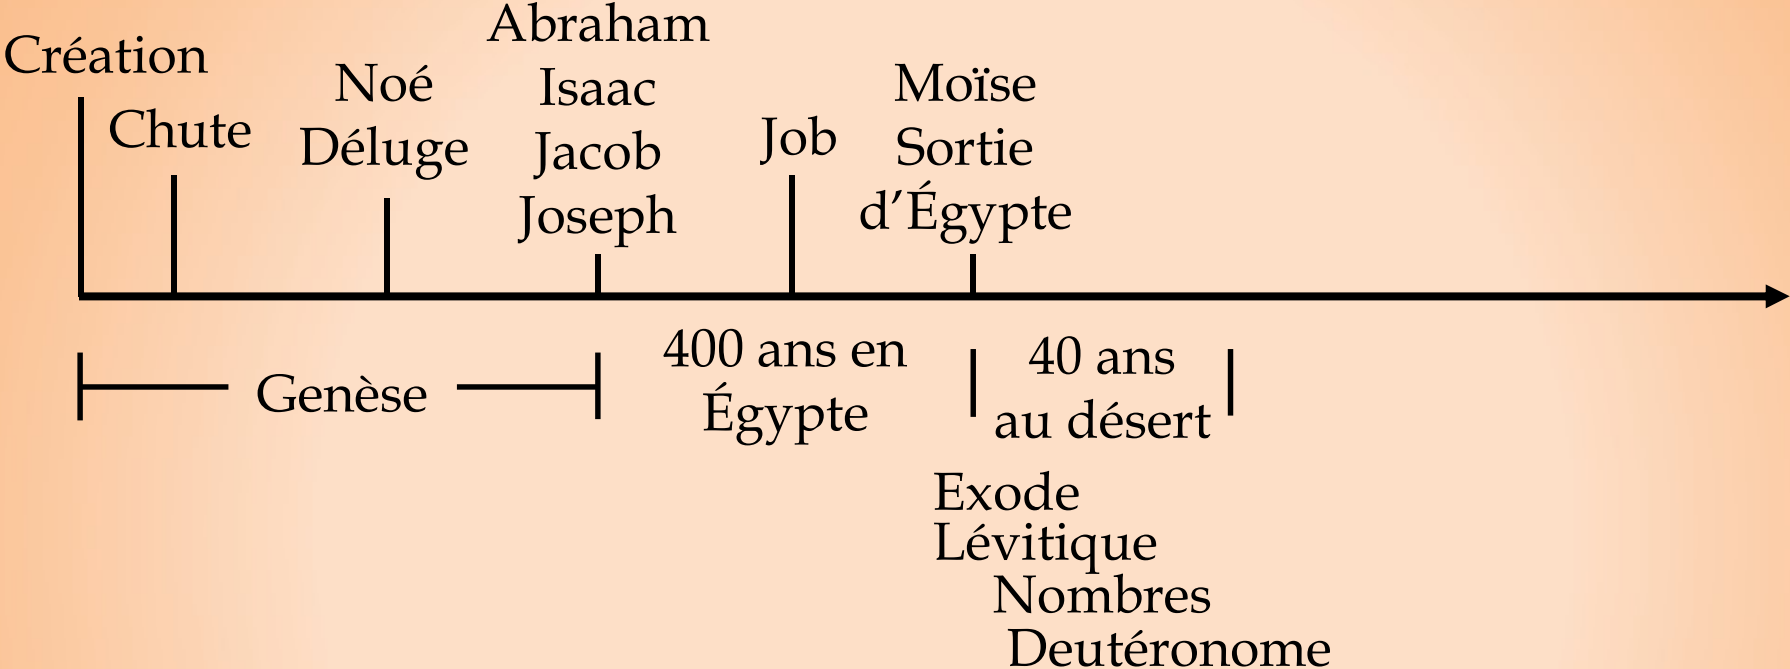 Création
Chute
Noé
Déluge
Abraham
Isaac
Jacob
Joseph
Job
Moïse
Sortie
d’Égypte
Genèse
400 ans en
Égypte
40 ans
au désert
Exode
Lévitique
Nombres
Deutéronome